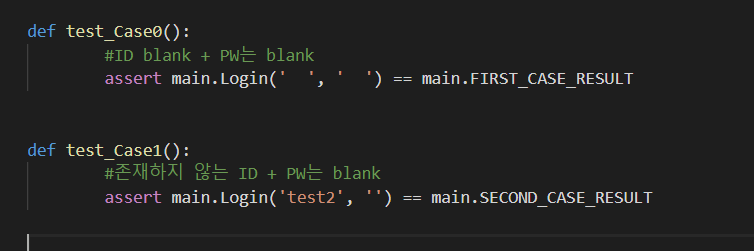 def test_Case0():
#ID blank + PW는 blank
assert main.Login('  ', '  ') == main.FIRST_CASE_RESULT
def test_Case1():
#존재하지 않는 ID + PW는 blank
assert main.Login('test2', '') == main.SECOND_CASE_RESULT